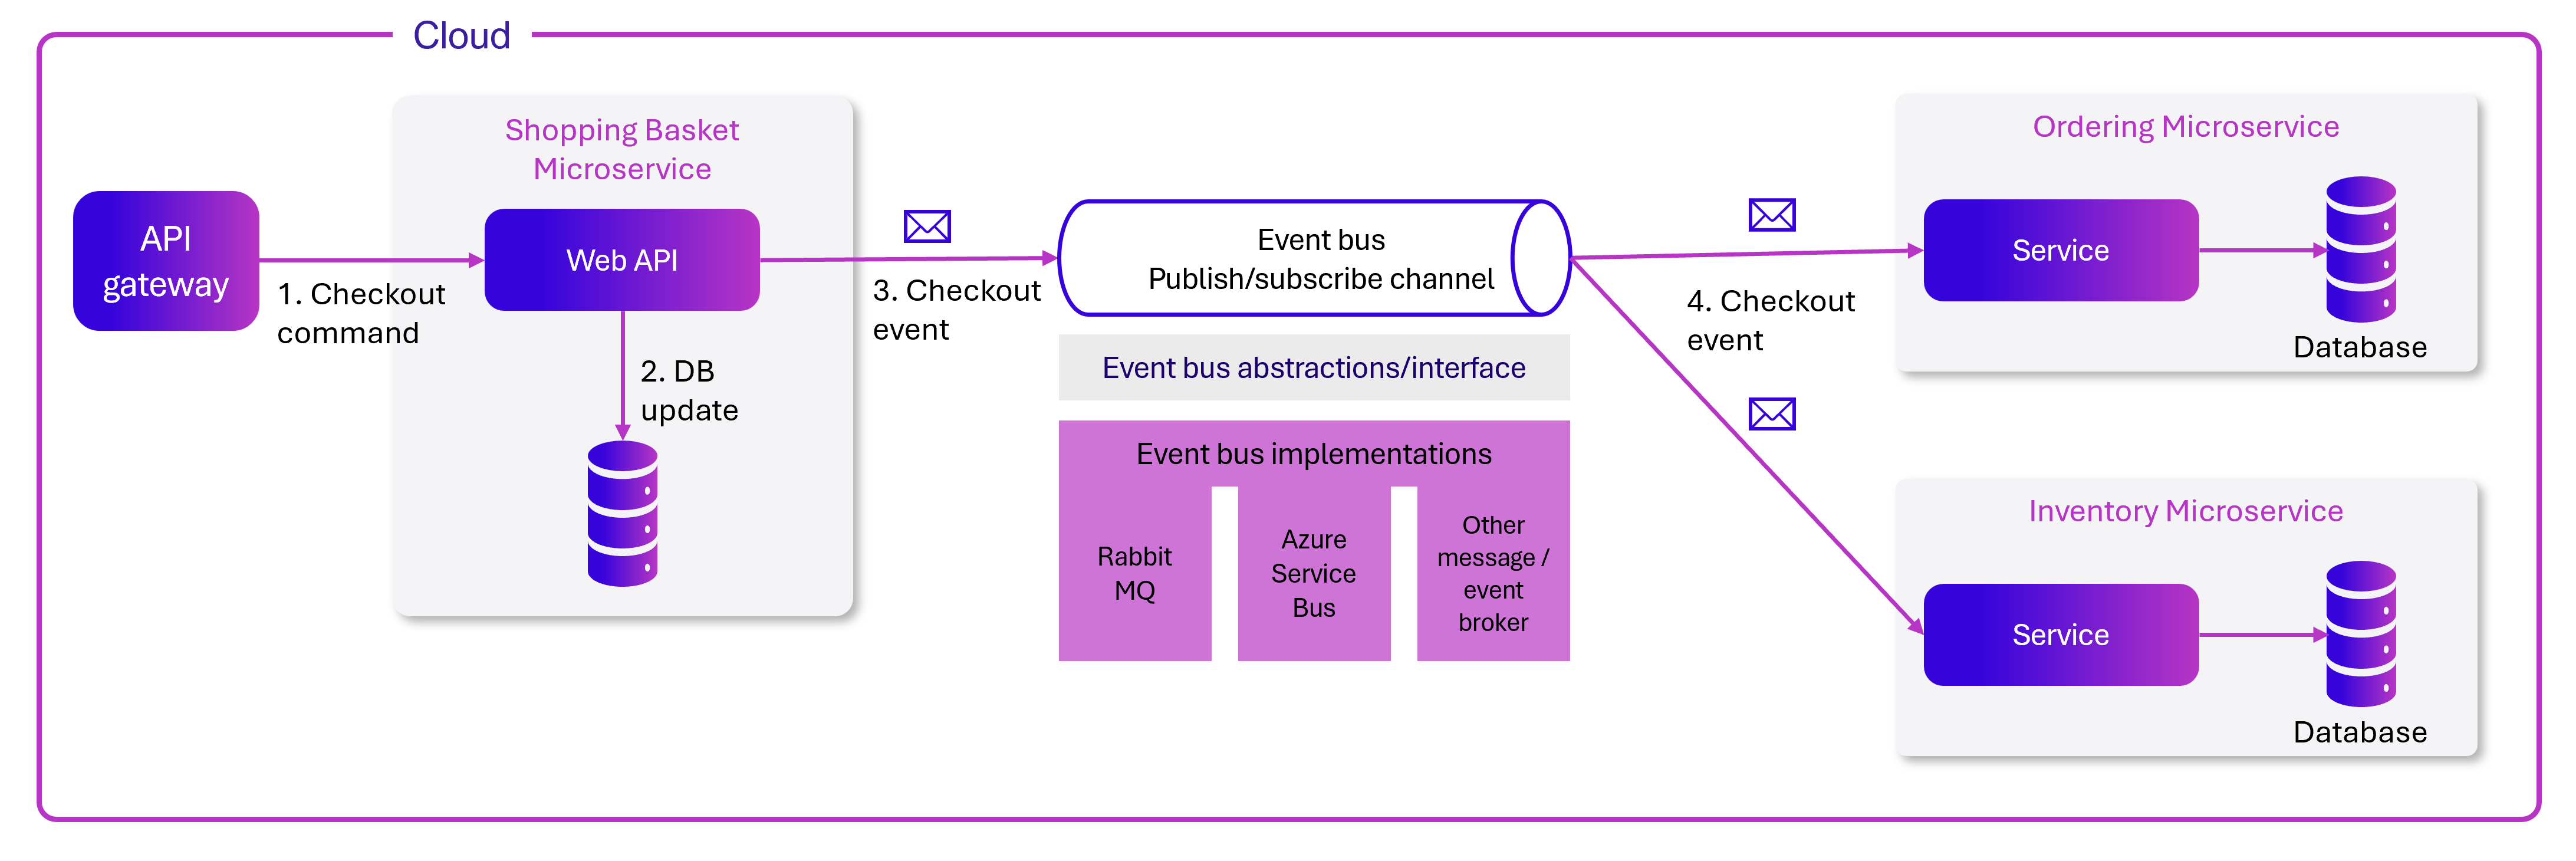 Cloud
API
gateway
1. Checkout
command
Shopping Basket
Microservice
Web API
2. DB
update
3. Checkout
event
Event bus
Publish/subscribe channel
Event bus abstractions/interface
Event bus implementations
Rabbit
MQ
Azure
Service
Bus
Other
message /
event
broker
4. Checkout
event
Ordering Microservice
Service
Database
Inventory Microservice
Service
Database